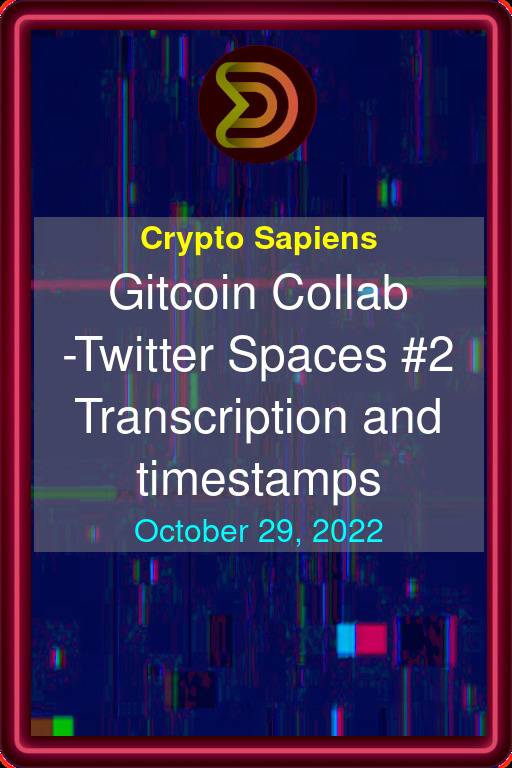 Crypto Sapiens
Gitcoin Collab
-Twitter Spaces #2
Transcription and
timestamps
October 29, 2022